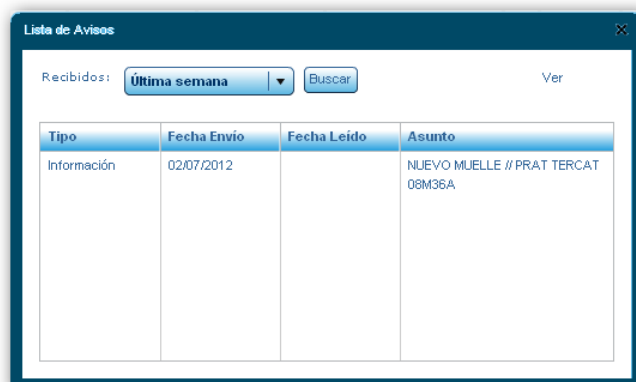 Lista de Avisos
Recibidos: Última semana Buscar Ver
Tipo Fecha Envío Fecha Leído Asunto
Información 02/07/2012 NUEVO MUELLE // PRAT TERCAT
08M36A